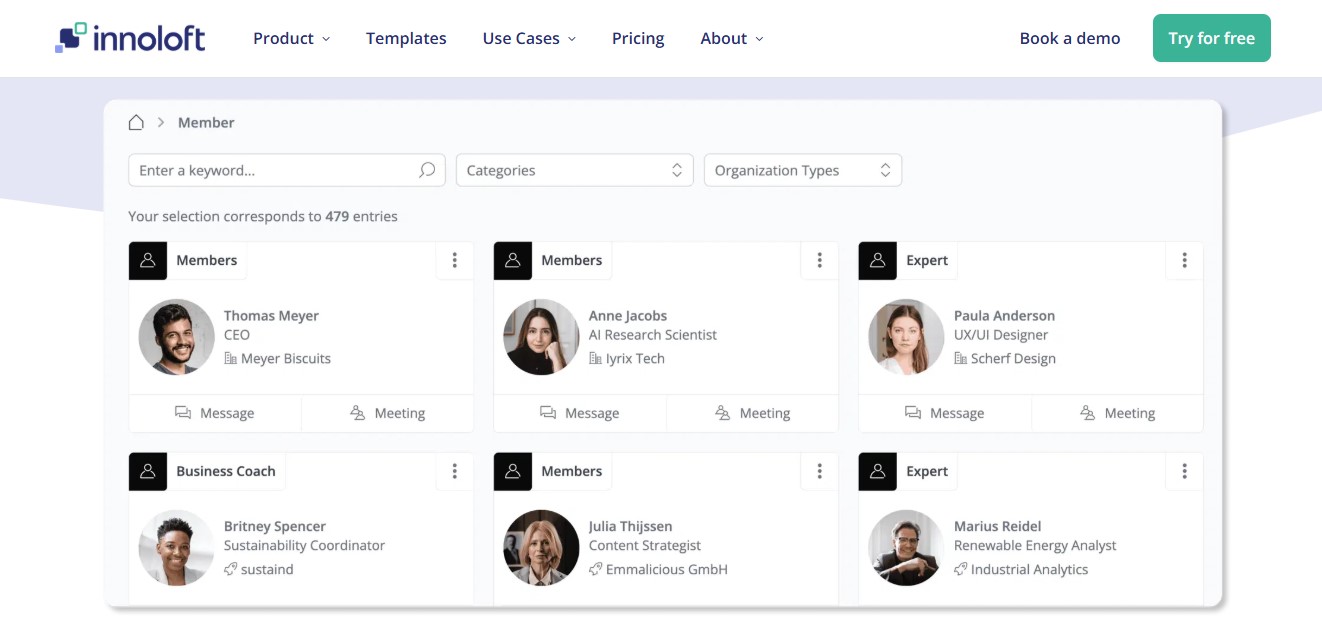 innoloft Product Templates Use Cases Pricing About Book a demo Try for free
Member
Enter a keyword... Categories Organization Types
Your selection corresponds to 479 entries
Members Members Expert
Thomas Meyer Anne Jacobs Paula Anderson
CEO AI Research Scientist UX/UI Designer
Meyer Biscuits Iyrix Tech Scherf Design
Message Meeting Message Meeting Message Meeting
Business Coach Members Expert
Britney Spencer Julia Thijssen Marius Reidel
Sustainability Coordinator Content Strategist Renewable Energy Analyst
sustaind Emmalicious GmbH Industrial Analytics